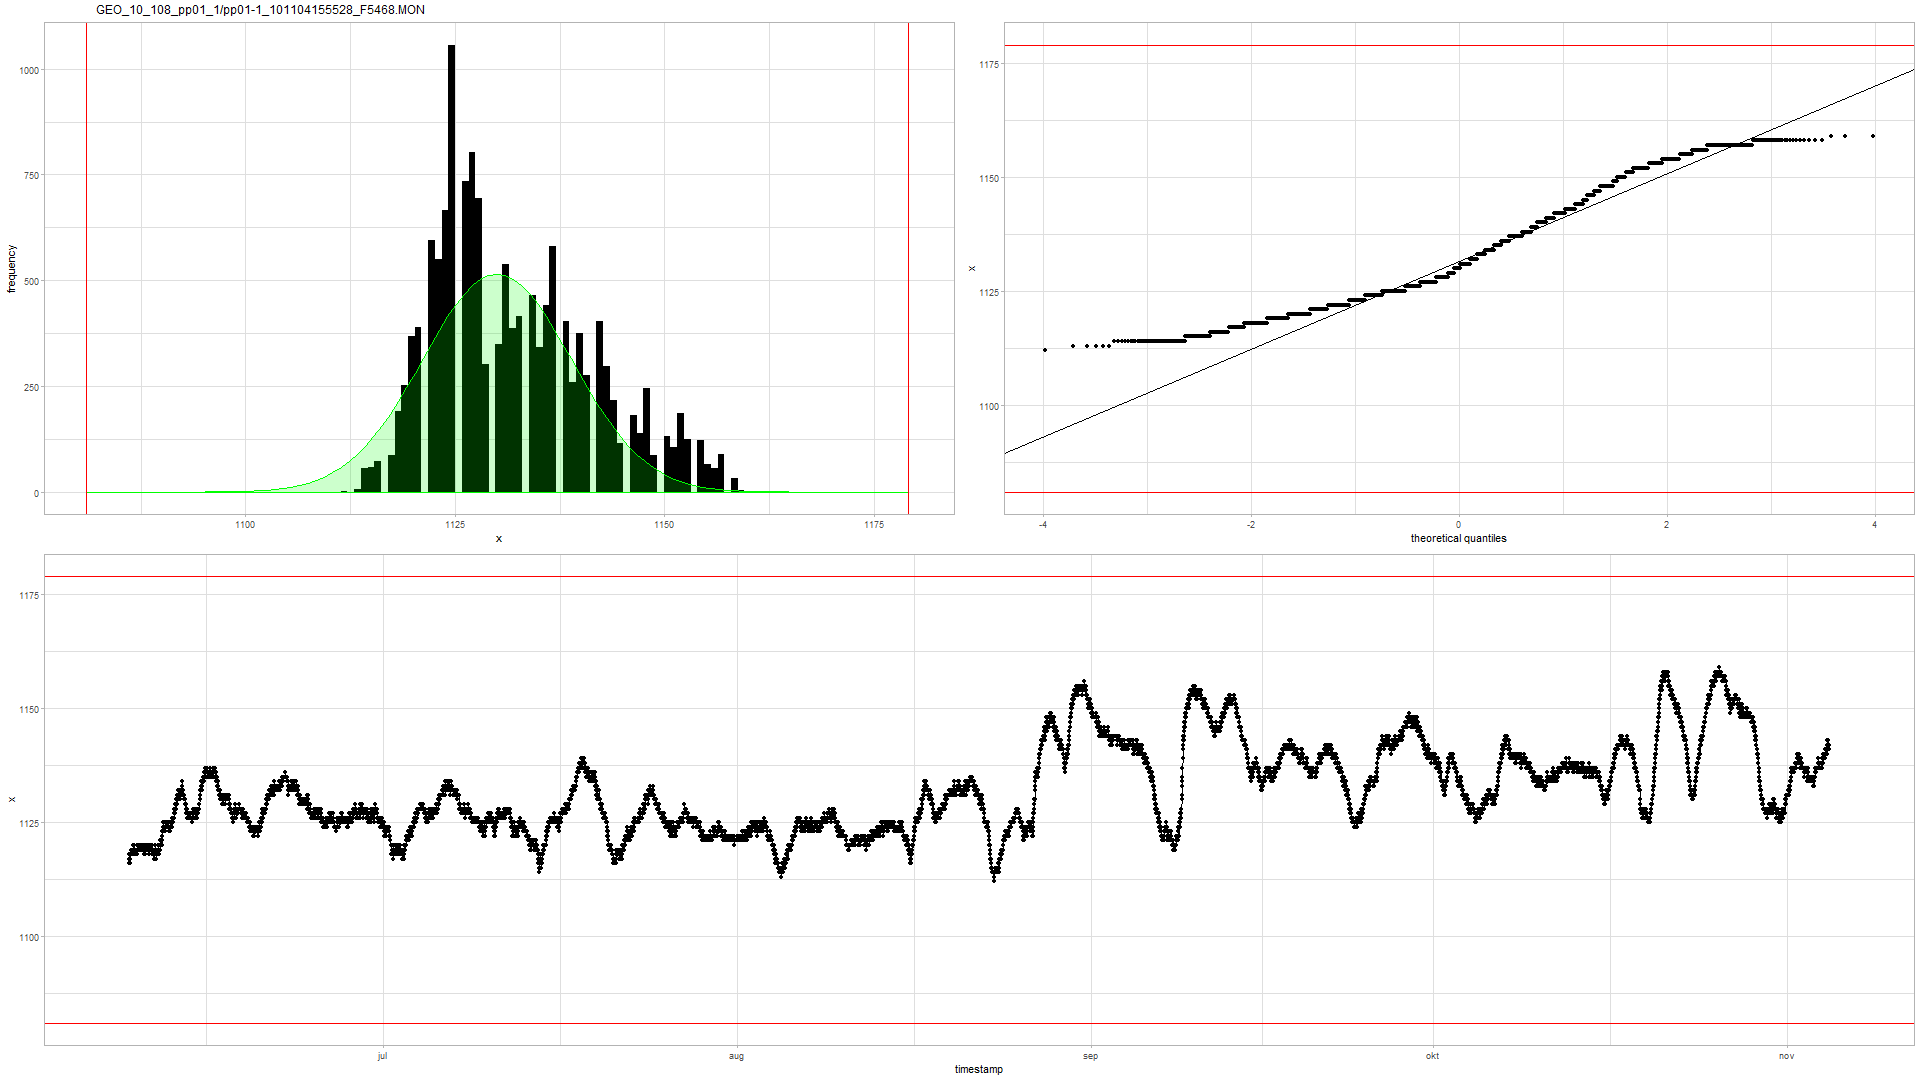 GEO_10_108_pp01_1/pp01-1_101104155528_F5468.MON
frequency
1000
750
500
250
0
1100 1125 1150 1175
x
x
1175
1150
1125
1100
-4 -2 0 2 4
theoretical quantiles
x
1175
1150
1125
1100
jul aug sep okt nov
timestamp